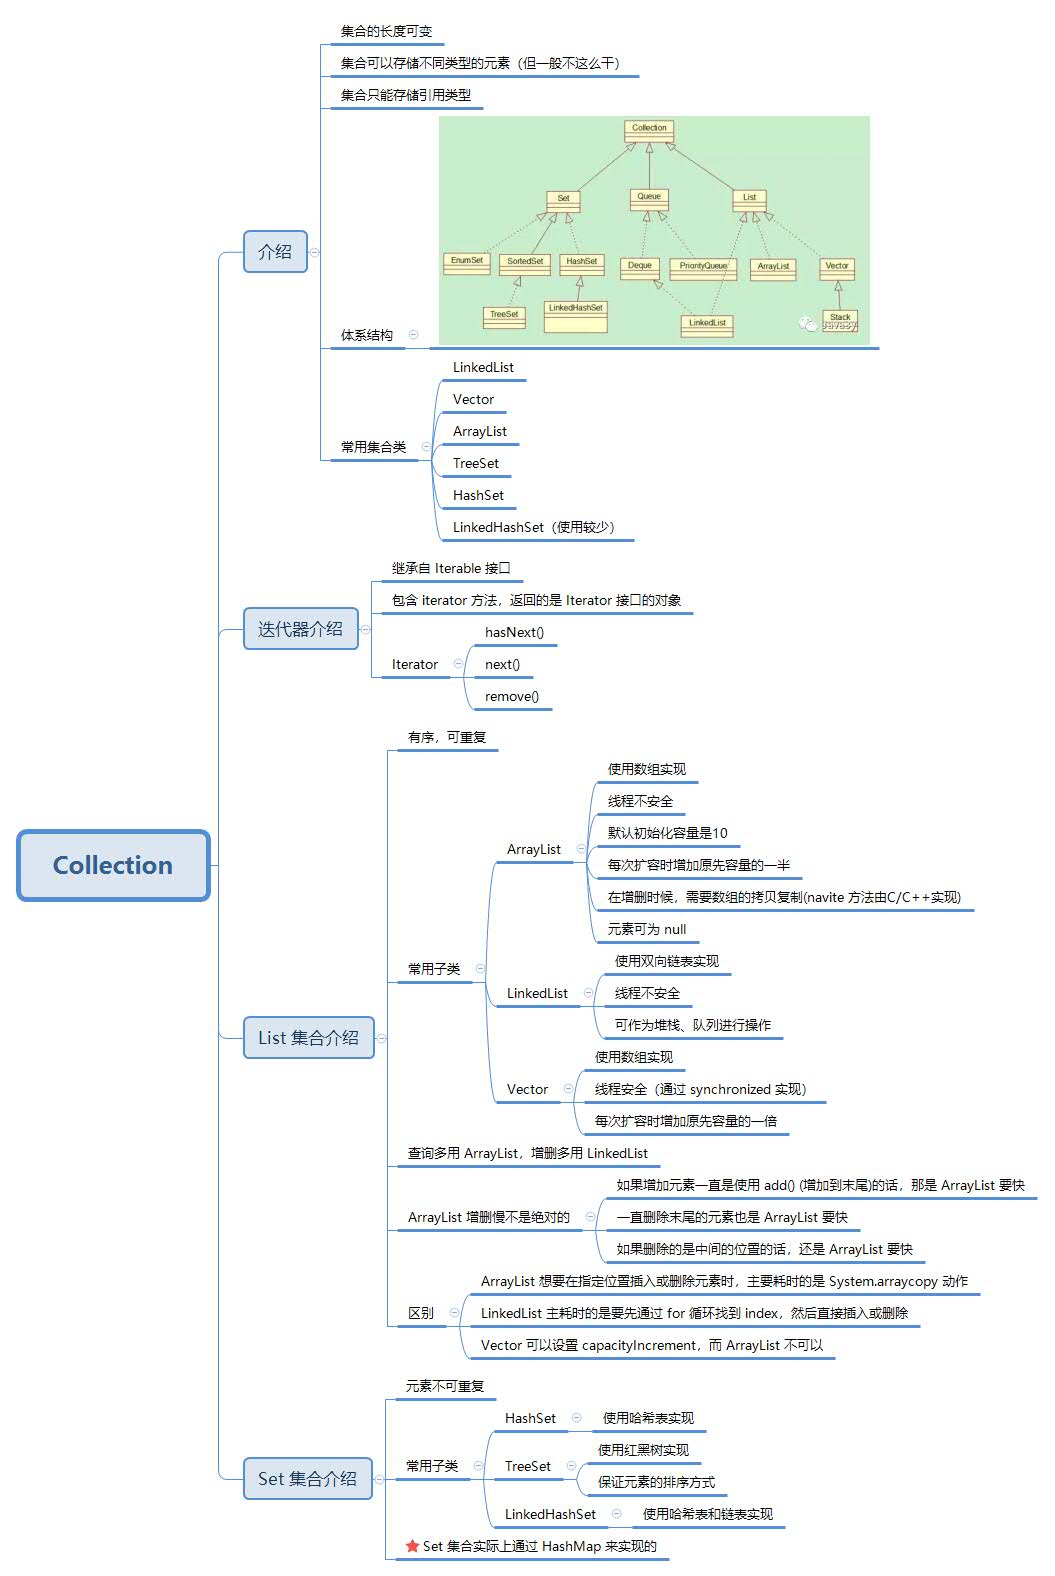 集合的长度可变
集合可以存储不同类型的元素（但一般不这么干）
集合只能存储引用类型
Collection
Set
Queue
List
EnumSet
SortedSet
HashSet
Deque
PriorityQueue
ArrayList
Vector
TreeSet
LinkedHashSet
LinkedList
Stack
介绍
体系结构
LinkedList
Vector
ArrayList
常用集合类
TreeSet
HashSet
LinkedHashSet（使用较少）
继承自 Iterable 接口
包含 iterator 方法，返回的是 Iterator 接口的对象
迭代器介绍
hasNext()
Iterator
next()
remove()
有序，可重复
使用数组实现
线程不安全
默认初始化容量是10
ArrayList
每次扩容时增加原先容量的一半
在增删时候，需要数组的拷贝复制(navite 方法由C/C++实现)
元素可为 null
Collection
常用子类
使用双向链表实现
LinkedList
线程不安全
可作为堆栈、队列进行操作
List 集合介绍
使用数组实现
Vector
线程安全（通过 synchronized 实现）
每次扩容时增加原先容量的一倍
查询多用 ArrayList，增删多用 LinkedList
如果增加元素一直是使用 add() (增加到末尾)的话，那是 ArrayList 要快
ArrayList 增删慢不是绝对的
一直删除末尾的元素也是 ArrayList 要快
如果删除的是中间的位置的话，还是 ArrayList 要快
ArrayList 想要在指定位置插入或删除元素时，主要耗时的是 System.arraycopy 动作
区别
LinkedList 主耗时的是要先通过 for 循环找到 index，然后直接插入或删除
Vector 可以设置 capacityIncrement，而 ArrayList 不可以
元素不可重复
HashSet
使用哈希表实现
常用子类
TreeSet
使用红黑树实现
保证元素的排序方式
Set 集合介绍
LinkedHashSet
使用哈希表和链表实现
Set 集合实际上通过 HashMap 来实现的